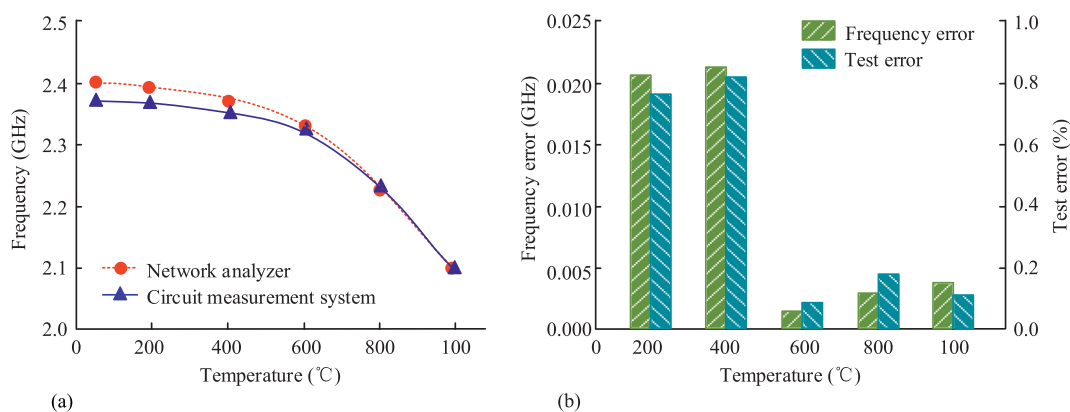 2.5
2.4
2.3
2.2
2.1
2.0
Frequency (GHz)
Network analyzer
Circuit measurement system
0 200 400 600 800 100
Temperature (℃)
(a)
0.025
0.020
0.015
0.010
0.005
0.000
Frequency error (GHz)
Frequency error
Test error
1.0
0.8
0.6
0.4
0.2
0.0
Test error (%)
0 200 400 600 800 100
Temperature (℃)
(b)